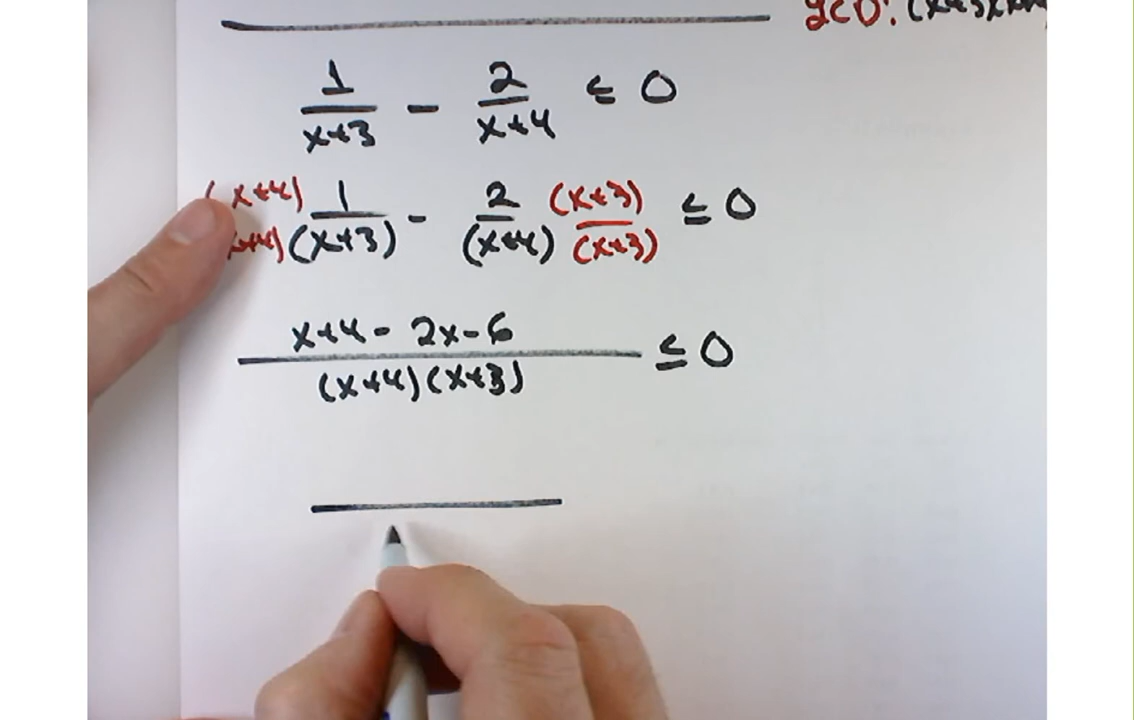 y<0:
1/(x+3) - 2/(x+4) ≤ 0
(x+4)/(x+4) 1/(x+3) - 2/(x+4) (x+3)/(x+3) ≤ 0
(x+4 - 2x - 6)/((x+4)(x+3)) ≤ 0